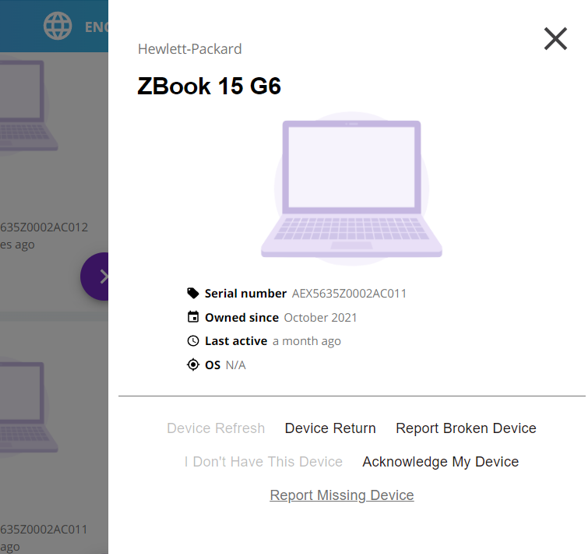 ENG
Hewlett-Packard
ZBook 15 G6
635Z0002AC012
es ago
Serial number AEX5635Z0002AC011
Owned since October 2021
Last active a month ago
OS N/A
Device Refresh Device Return Report Broken Device
I Don't Have This Device Acknowledge My Device
Report Missing Device
635Z0002AC011
ago